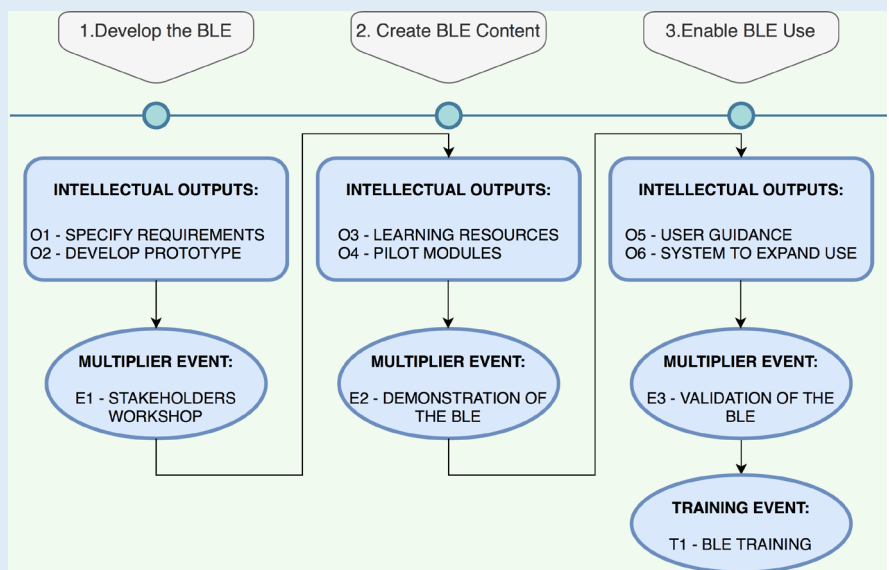 1.Develop the BLE
2. Create BLE Content
3.Enable BLE Use
INTELLECTUAL OUTPUTS:
O1 - SPECIFY REQUIREMENTS
O2 - DEVELOP PROTOTYPE
MULTIPLIER EVENT:
E1 - STAKEHOLDERS
WORKSHOP
INTELLECTUAL OUTPUTS:
O3 - LEARNING RESOURCES
O4 - PILOT MODULES
MULTIPLIER EVENT:
E2 - DEMONSTRATION OF
THE BLE
INTELLECTUAL OUTPUTS:
O5 - USER GUIDANCE
O6 - SYSTEM TO EXPAND USE
MULTIPLIER EVENT:
E3 - VALIDATION OF THE
BLE
TRAINING EVENT:
T1 - BLE TRAINING